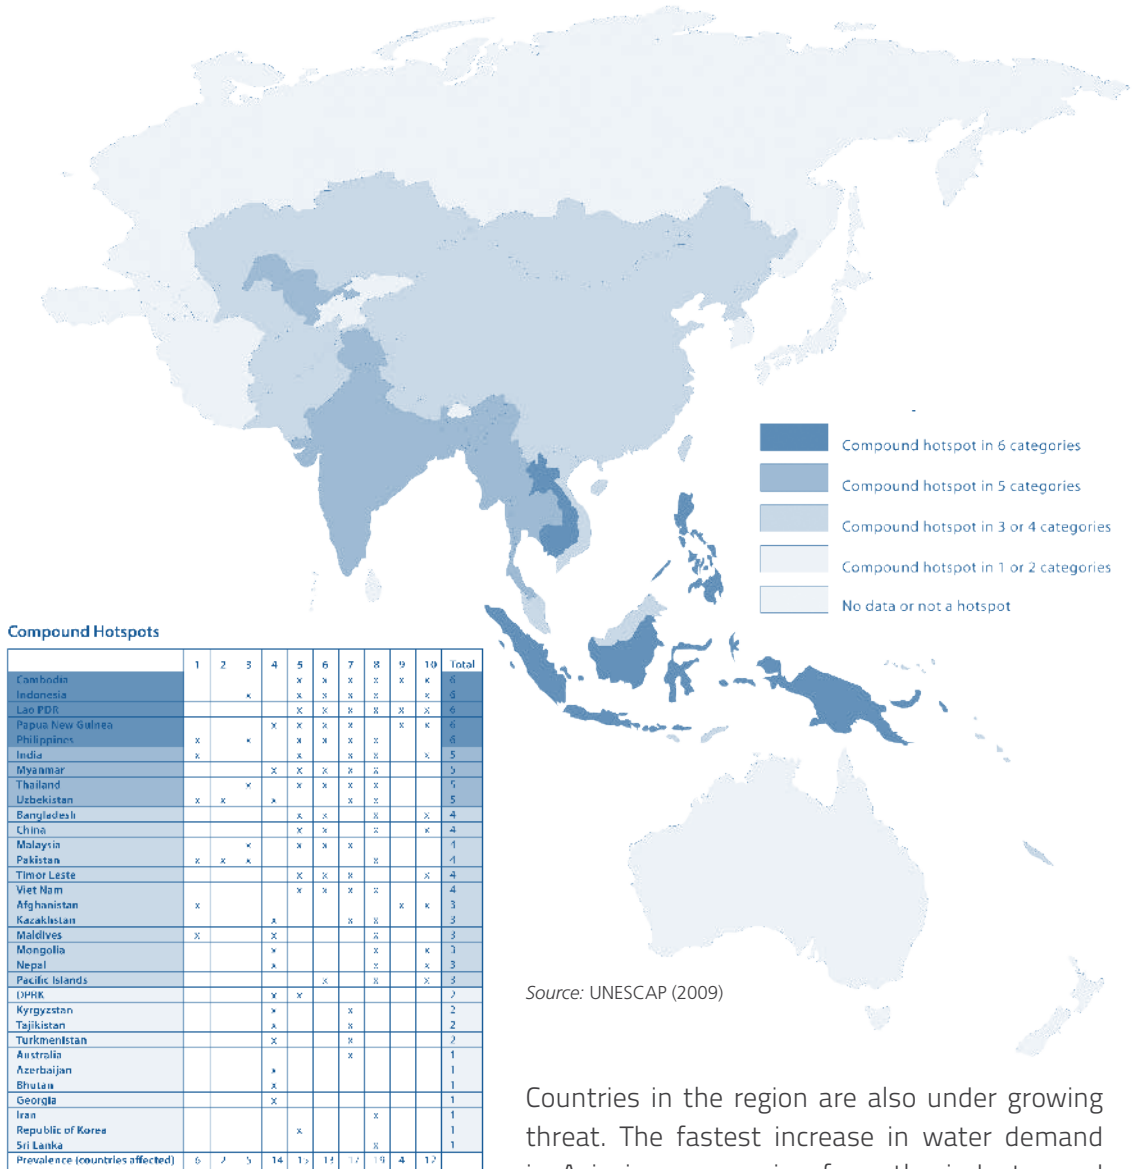 Compound hotspot in 6 categories
Compound hotspot in 5 categories
Compound hotspot in 3 or 4 categories
Compound hotspot in 1 or 2 categories
No data or not a hotspot
Compound Hotspots
1 2 3 4 5 6 7 8 9 10 Total
Cambodia x x x x x x 6
Indonesia x x x x x x 6
Lao PDR x x x x x x 6
Papua New Guinea x x x x x x 6
Philippines x x x x x x 6
India x x x x x 5
Myanmar x x x x x 5
Thailand x x x x x 5
Uzbekistan x x x x x 5
Bangladesh x x x x 4
China x x x x 4
Malaysia x x x x 4
Pakistan x x x x 4
Timor Leste x x x x 4
Viet Nam x x x x 4
Afghanistan x x x 3
Kazakhstan x x x 3
Maldives x x x 3
Mongolia x x x 3
Nepal x x x 3
Pacific Islands x x x 3
DPRK x x 2
Kyrgyzstan x x 2
Tajikistan x x 2
Turkmenistan x x 2
Australia x 1
Azerbaijan x 1
Bhutan x 1
Georgia x 1
Iran x 1
Republic of Korea x 1
Sri Lanka x 1
Prevalence (countries affected) 6 2 5 14 19 4 12
Source: UNESCAP (2009)
Countries in the region are also under growing
threat. The fastest increase in water demand